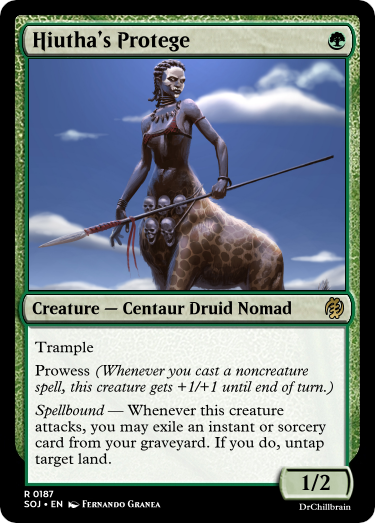 Hiutha's Protege
Creature — Centaur Druid Nomad
Trample
Prowess (Whenever you cast a noncreature
spell, this creature gets +1/+1 until end of turn.)
Spellbound — Whenever this creature
attacks, you may exile an instant or sorcery
card from your graveyard. If you do, untap
target land.
1/2
R 0187
SOJ • EN Fernando Granea
DrChillbrain